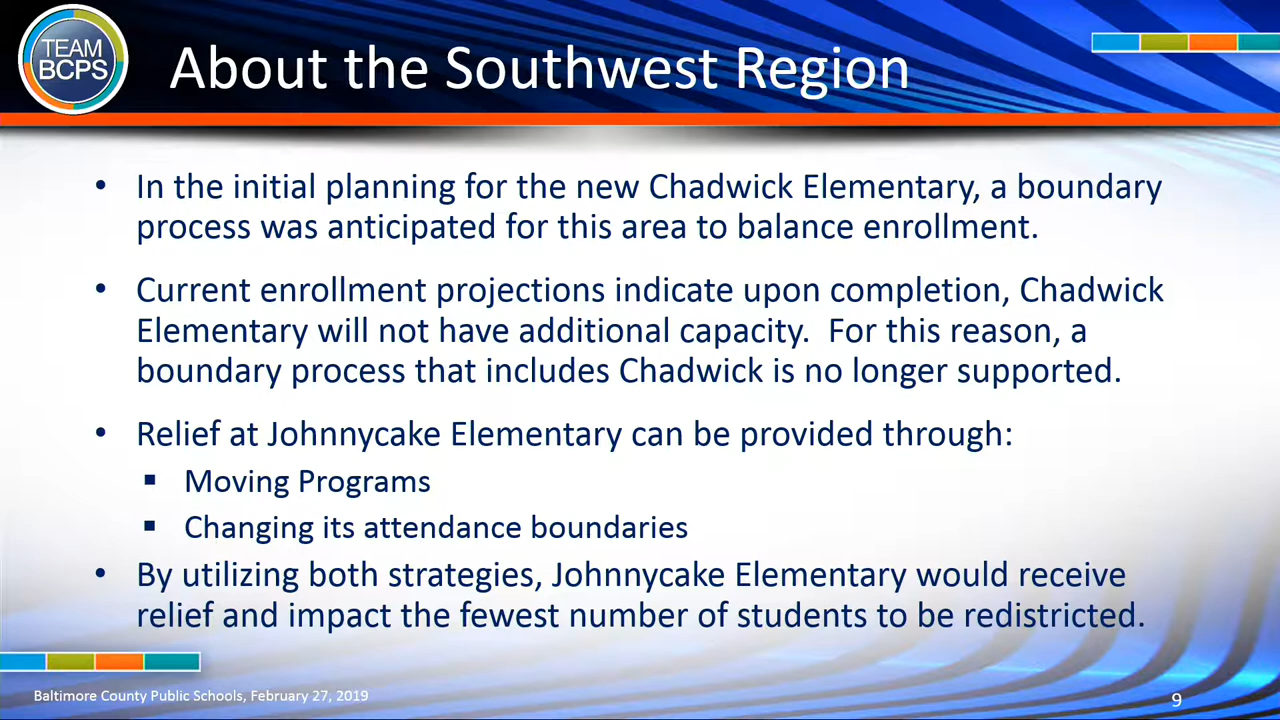 TEAM
BCPS
About the Southwest Region
• In the initial planning for the new Chadwick Elementary, a boundary
process was anticipated for this area to balance enrollment.
• Current enrollment projections indicate upon completion, Chadwick
Elementary will not have additional capacity.  For this reason, a
boundary process that includes Chadwick is no longer supported.
• Relief at Johnnycake Elementary can be provided through:
▪ Moving Programs
▪ Changing its attendance boundaries
• By utilizing both strategies, Johnnycake Elementary would receive
relief and impact the fewest number of students to be redistricted.
Baltimore County Public Schools, February 27, 2019
9